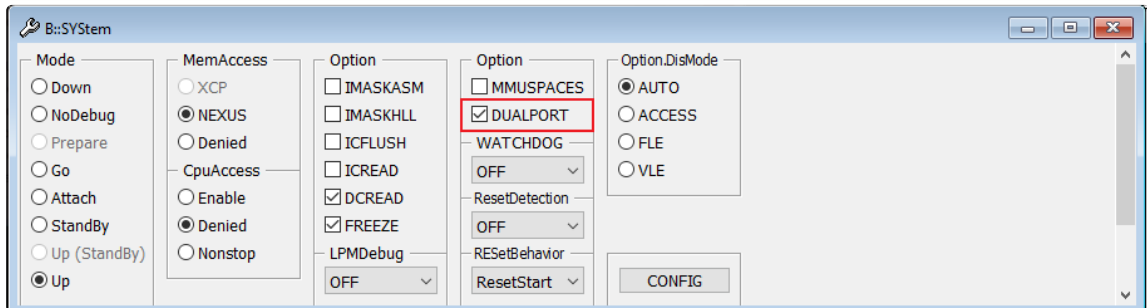 B::SYStem
Mode
Down
NoDebug
Prepare
Go
Attach
StandBy
Up (StandBy)
Up
MemAccess
XCP
NEXUS
Denied
CpuAccess
Enable
Denied
Nonstop
Option
IMASKASM
IMASKHLL
ICFLUSH
ICREAD
DCREAD
FREEZE
LPMDebug
OFF
Option
MMUSPACES
DUALPORT
WATCHDOG
OFF
ResetDetection
OFF
RESetBehavior
ResetStart
Option.DisMode
AUTO
ACCESS
FLE
VLE
CONFIG